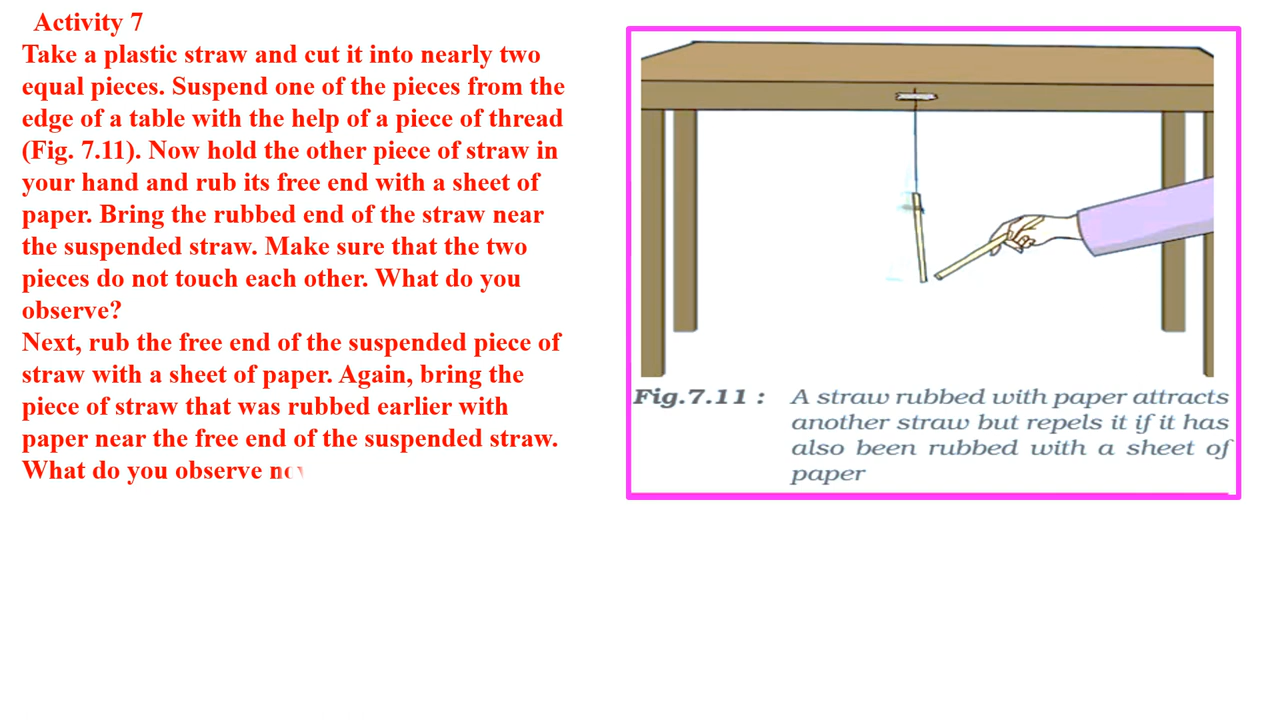 Activity 7
Take a plastic straw and cut it into nearly two
equal pieces. Suspend one of the pieces from the
edge of a table with the help of a piece of thread
(Fig. 7.11). Now hold the other piece of straw in
your hand and rub its free end with a sheet of
paper. Bring the rubbed end of the straw near
the suspended straw. Make sure that the two
pieces do not touch each other. What do you
observe?
Next, rub the free end of the suspended piece of
straw with a sheet of paper. Again, bring the
piece of straw that was rubbed earlier with
paper near the free end of the suspended straw.
What do you observe
Fig.7.11 : A straw rubbed with paper attracts
another straw but repels it if it has
also been rubbed with a sheet of
paper